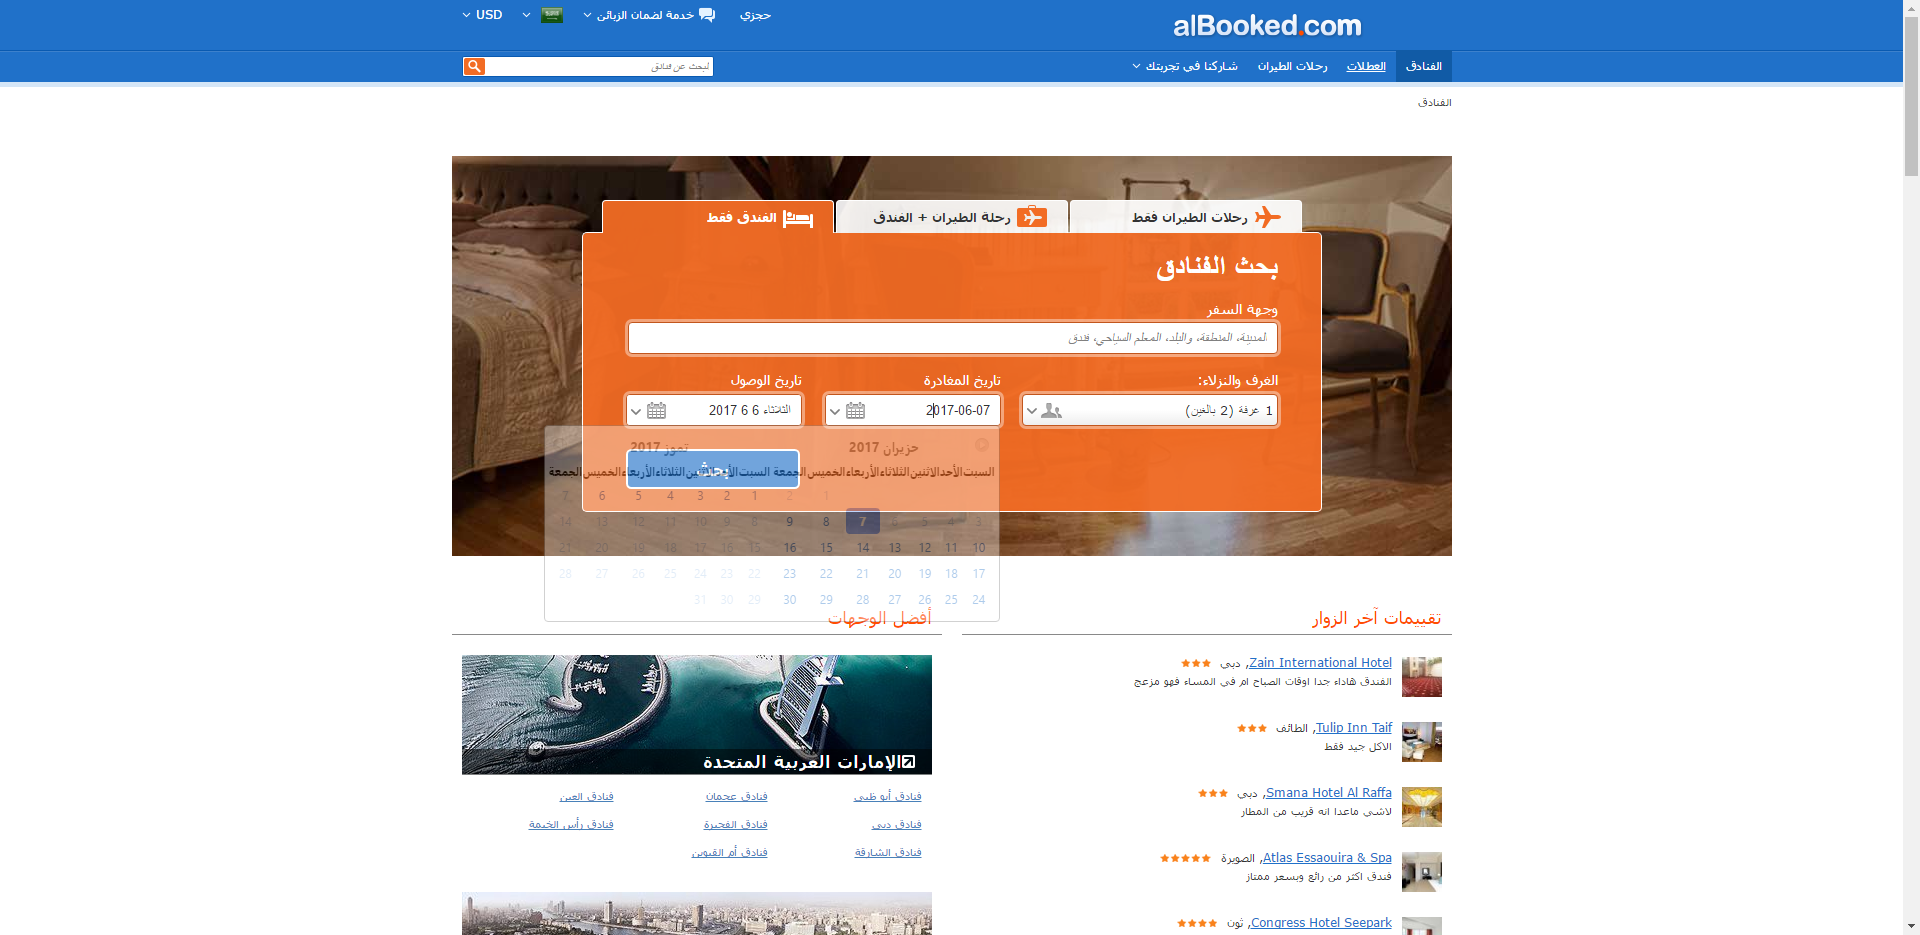 alBooked.com
حجزي
خدمة لضمان الزبائن
USD
الفنادق
العطلات
رحلات الطيران
شاركنا في تجربتك
لبحث عن فنادق
الفنادق
رحلات الطيران فقط
رحلة الطيران + الفندق
الفندق فقط
بحث الفنادق
وجهة السفر
المدينة، المنطقة، والبلد، المعلم السياحي، فندق
الغرف والنزلاء:
تاريخ المغادرة
تاريخ الوصول
1 غرفة (2 بالغين)
2017-06-07
الثلاثاء 6 6 2017
حزيران 2017
تموز 2017
السبت الأحد الاثنين الثلاثاء الأربعاء الخميس الجمعة السبت الأحد الاثنين الثلاثاء الأربعاء الخميس الجمعة
بحث
1 2 1 2 3 4 5 6 7
3 4 5 6 7 8 9 8 9 10 11 12 13 14
10 11 12 13 14 15 16 15 16 17 18 19 20 21
17 18 19 20 21 22 23 22 23 24 25 26 27 28
24 25 26 27 28 29 30 29 30 31
تقييمات آخر الزوار
Zain International Hotel, دبي
الفندق هاداء جدا اوقات الصباح ام في المساء فهو مزعج
Tulip Inn Taif, الطائف
الاكل جيد فقط
Smana Hotel Al Raffa, دبي
لاشي ماعدا انه قريب من المطار
Atlas Essaouira & Spa, الصويرة
فندق اكثر من رائع وبسعر ممتاز
Congress Hotel Seepark, ثون
أفضل الوجهات
الإمارات العربية المتحدة
فنادق أبو ظبي
فنادق عجمان
فنادق العين
فنادق دبي
فنادق الفجيرة
فنادق رأس الخيمة
فنادق الشارقة
فنادق أم القيوين